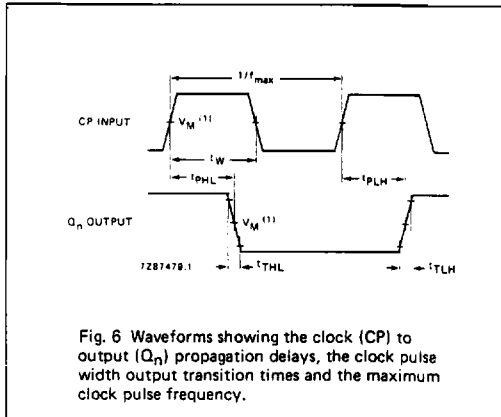 1/fmax
CP INPUT
VM (1)
tW
tPHL
tPLH
Qn OUTPUT
VM (1)
7Z87479.1
tTHL
tTLH
Fig. 6 Waveforms showing the clock (CP) to
output (Qn) propagation delays, the clock pulse
width output transition times and the maximum
clock pulse frequency.